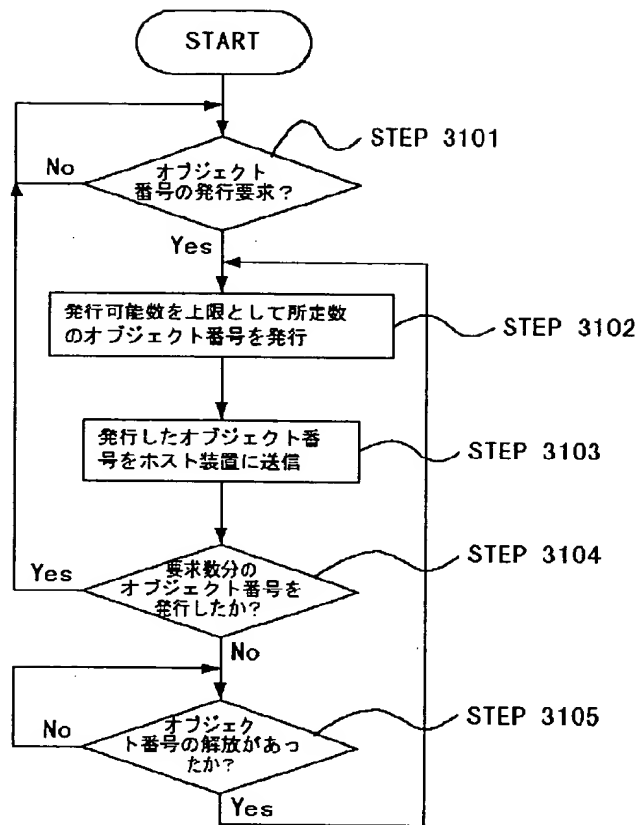 START
STEP 3101
No
オブジェクト
番号の発行要求？
Yes
発行可能数を上限として所定数
のオブジェクト番号を発行
STEP 3102
発行したオブジェクト番
号をホスト装置に送信
STEP 3103
STEP 3104
Yes
要求数分の
オブジェクト番号を
発行したか？
No
STEP 3105
No
オブジェク
ト番号の解放があっ
たか？
Yes